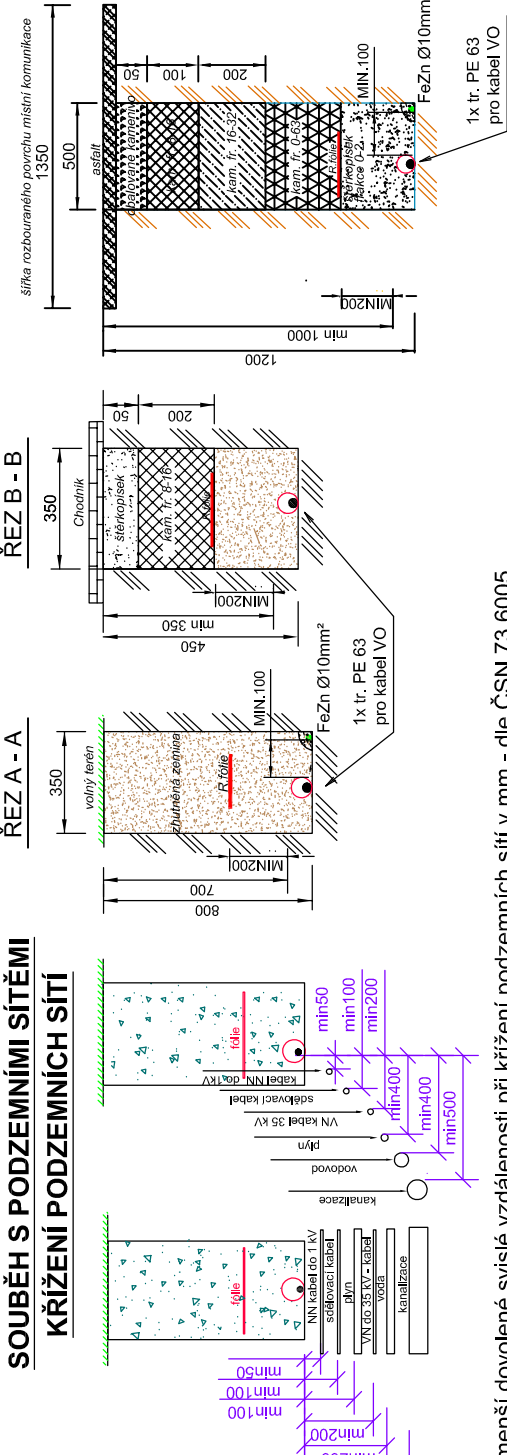 SOUBĚH S PODZEMNÍMI SÍTĚMI
KŘÍŽENÍ PODZEMNÍCH SÍTÍ
folie
NN kabel do 1 kV
sdělovací kabel
plyn
VN do 35 kV - kabel
voda
kanalizace
min50
min100
min100
min200
folie
kabel NN do 1kV
sdělovací kabel
VN kabel 35 kV
plyn
vodovod
kanalizace
min50
min100
min200
min400
min400
min500
menší dovolené svislé vzdálenosti při křížení podzemních sítí v mm - dle ČSN 73 6005
ŘEZ A - A
350
volný terén
zhutněná zemina
R.fólie
MIN200
700
800
MIN.100
FeZn Ø10mm²
1x tr. PE 63
pro kabel VO
ŘEZ B - B
350
Chodník
štěrkopísek
kam. fr. 8-16
R.fólie
50
200
MIN200
min 350
450
šířka rozbouraného povrchu místní komunikace
1350
500
asfalt
obalované kamenivo
kam. fr. 16-32
kam. fr. 0-63
R.fólie
štěrkopísek
frakce 0-2
50
100
200
MIN200
min 1000
1200
MIN.100
FeZn Ø10mm
1x tr. PE 63
pro kabel VO